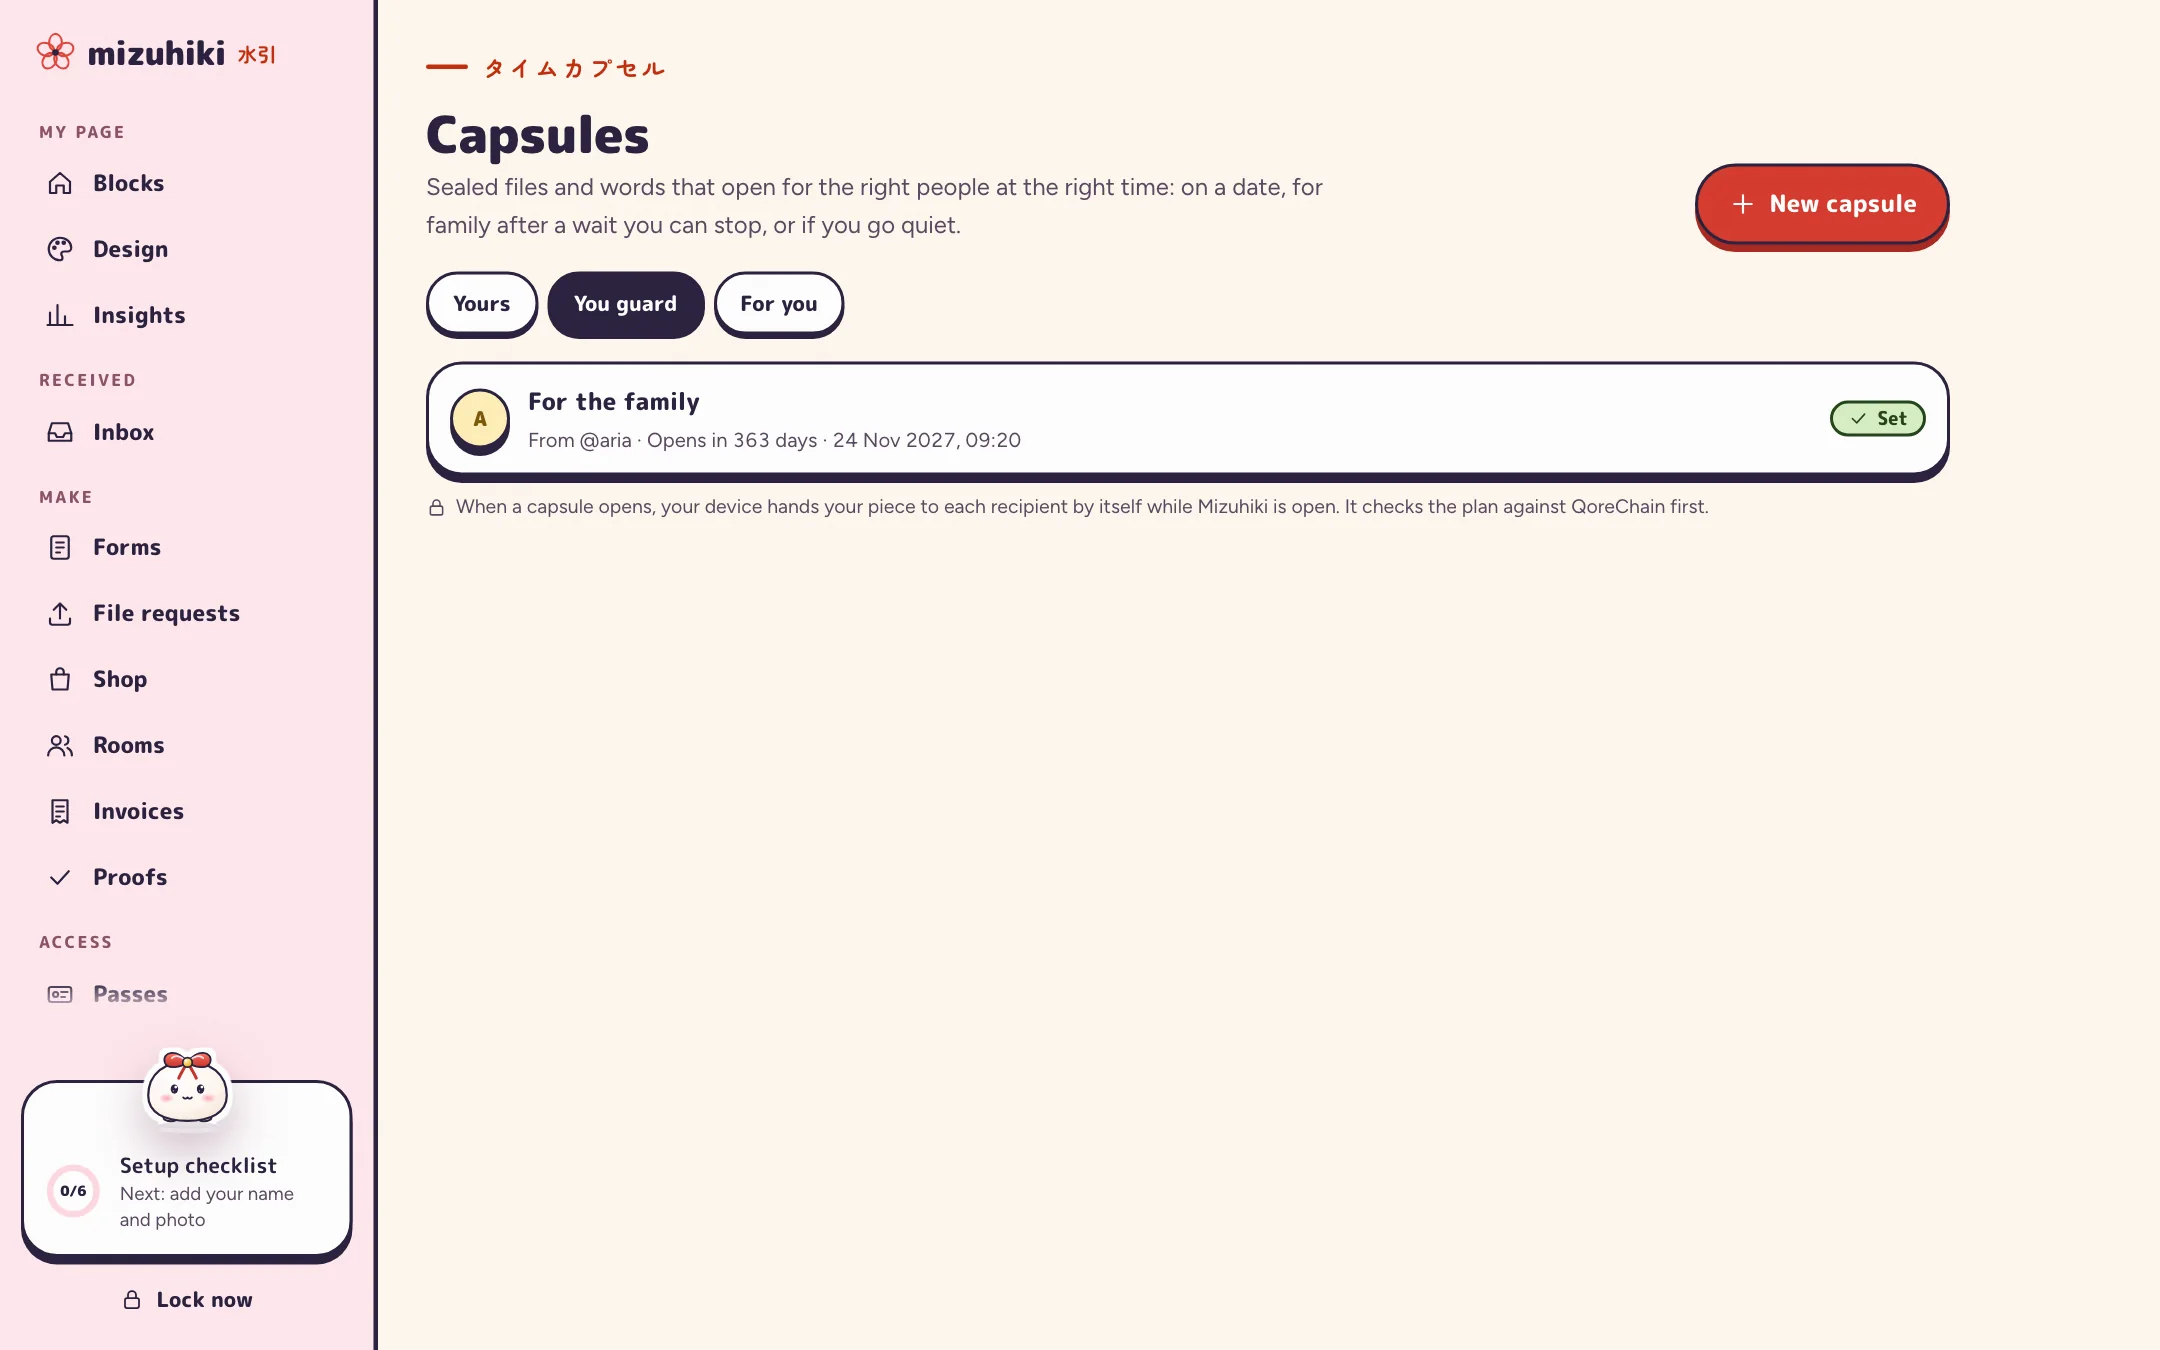 mizuhiki 水引
MY PAGE
Blocks
Design
Insights
RECEIVED
Inbox
MAKE
Forms
File requests
Shop
Rooms
Invoices
Proofs
ACCESS
Passes
0/6
Setup checklist
Next: add your name
and photo
Lock now
タイムカプセル
Capsules
Sealed files and words that open for the right people at the right time: on a date, for
family after a wait you can stop, or if you go quiet.
New capsule
Yours
You guard
For you
A
For the family
From @aria · Opens in 363 days · 24 Nov 2027, 09:20
Set
When a capsule opens, your device hands your piece to each recipient by itself while Mizuhiki is open. It checks the plan against QoreChain first.